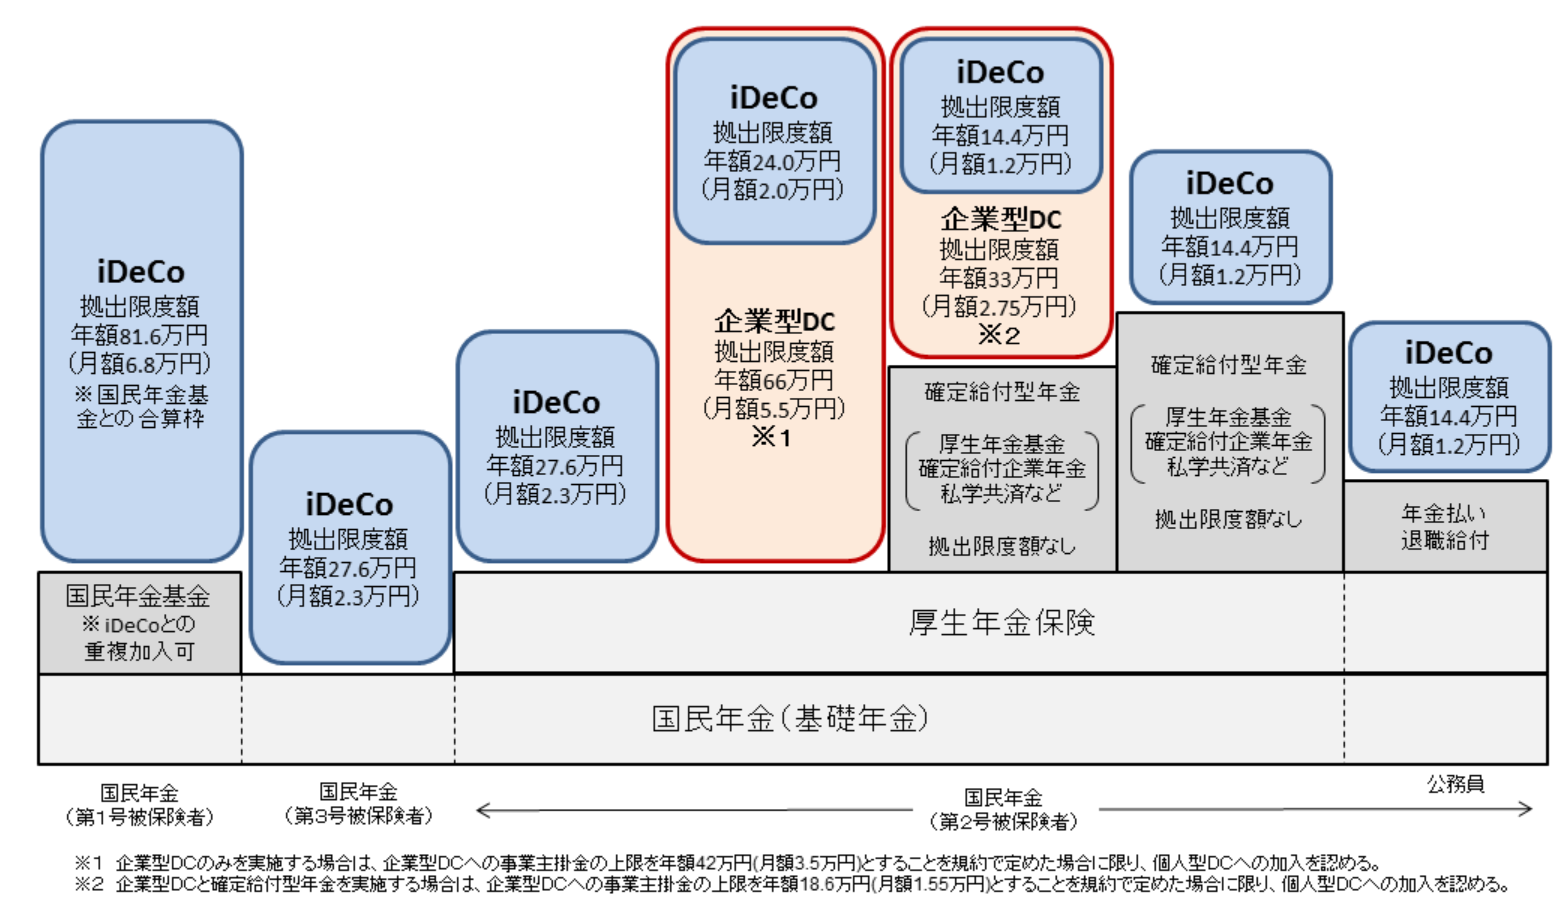 iDeCo
拠出限度額
年額81.6万円
(月額6.8万円)
※国民年金基
金との合算枠
国民年金基金
※iDeCoとの
重複加入可
iDeCo
拠出限度額
年額27.6万円
(月額2.3万円)
iDeCo
拠出限度額
年額27.6万円
(月額2.3万円)
iDeCo
拠出限度額
年額24.0万円
(月額2.0万円)
企業型DC
拠出限度額
年額66万円
(月額5.5万円)
※1
iDeCo
拠出限度額
年額14.4万円
(月額1.2万円)
企業型DC
拠出限度額
年額33万円
(月額2.75万円)
※2
確定給付型年金
厚生年金基金
確定給付企業年金
私学共済など
拠出限度額なし
iDeCo
拠出限度額
年額14.4万円
(月額1.2万円)
確定給付型年金
厚生年金基金
確定給付企業年金
私学共済など
拠出限度額なし
iDeCo
拠出限度額
年額14.4万円
(月額1.2万円)
年金払い
退職給付
厚生年金保険
国民年金(基礎年金)
国民年金
(第1号被保険者)
国民年金
(第3号被保険者)
国民年金
(第2号被保険者)
公務員
※1 企業型DCのみを実施する場合は、企業型DCへの事業主掛金の上限を年額42万円(月額3.5万円)とすることを規約で定めた場合に限り、個人型DCへの加入を認める。
※2 企業型DCと確定給付型年金を実施する場合は、企業型DCへの事業主掛金の上限を年額18.6万円(月額1.55万円)とすることを規約で定めた場合に限り、個人型DCへの加入を認める。